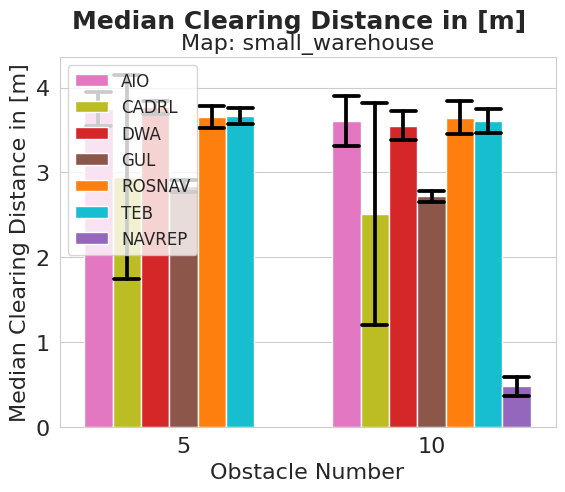 Median Clearing Distance in [m]
Map: small_warehouse
Median Clearing Distance in [m]
4
3
2
1
0
AIO
CADRL
DWA
GUL
ROSNAV
TEB
NAVREP
5
10
Obstacle Number